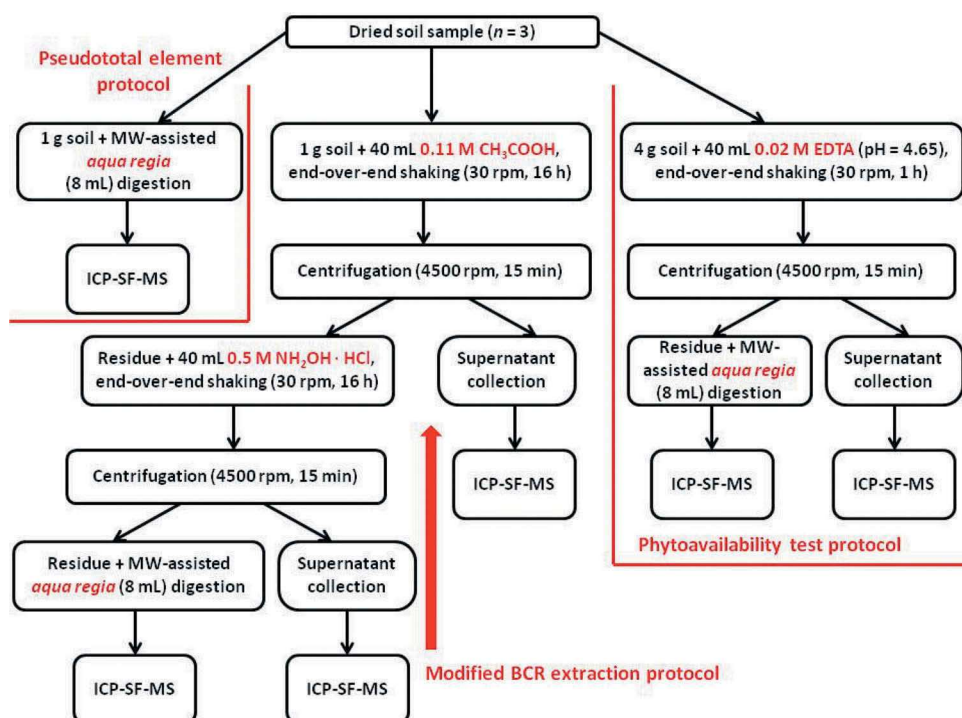 Dried soil sample (n = 3)
Pseudototal element
protocol
1 g soil + MW-assisted
aqua regia
(8 mL) digestion
ICP-SF-MS
1 g soil + 40 mL 0.11 M CH₃COOH,
end-over-end shaking (30 rpm, 16 h)
Centrifugation (4500 rpm, 15 min)
Residue + 40 mL 0.5 M NH₂OH · HCl,
end-over-end shaking (30 rpm, 16 h)
Supernatant
collection
ICP-SF-MS
Centrifugation (4500 rpm, 15 min)
Residue + MW-assisted
aqua regia (8 mL) digestion
Supernatant
collection
ICP-SF-MS
ICP-SF-MS
Modified BCR extraction protocol
4 g soil + 40 mL 0.02 M EDTA (pH = 4.65),
end-over-end shaking (30 rpm, 1 h)
Centrifugation (4500 rpm, 15 min)
Residue + MW-
assisted aqua regia
(8 mL) digestion
Supernatant
collection
ICP-SF-MS
ICP-SF-MS
Phytoavailability test protocol